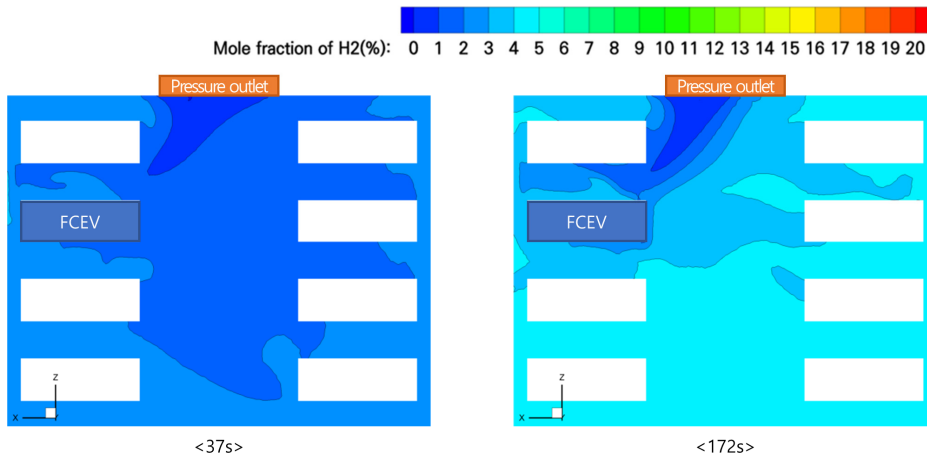 Mole fraction of H2(%): 0 1 2 3 4 5 6 7 8 9 10 11 12 13 14 15 16 17 18 19 20
Pressure outlet Pressure outlet
FCEV FCEV
z z
x x
<37s> <172s>